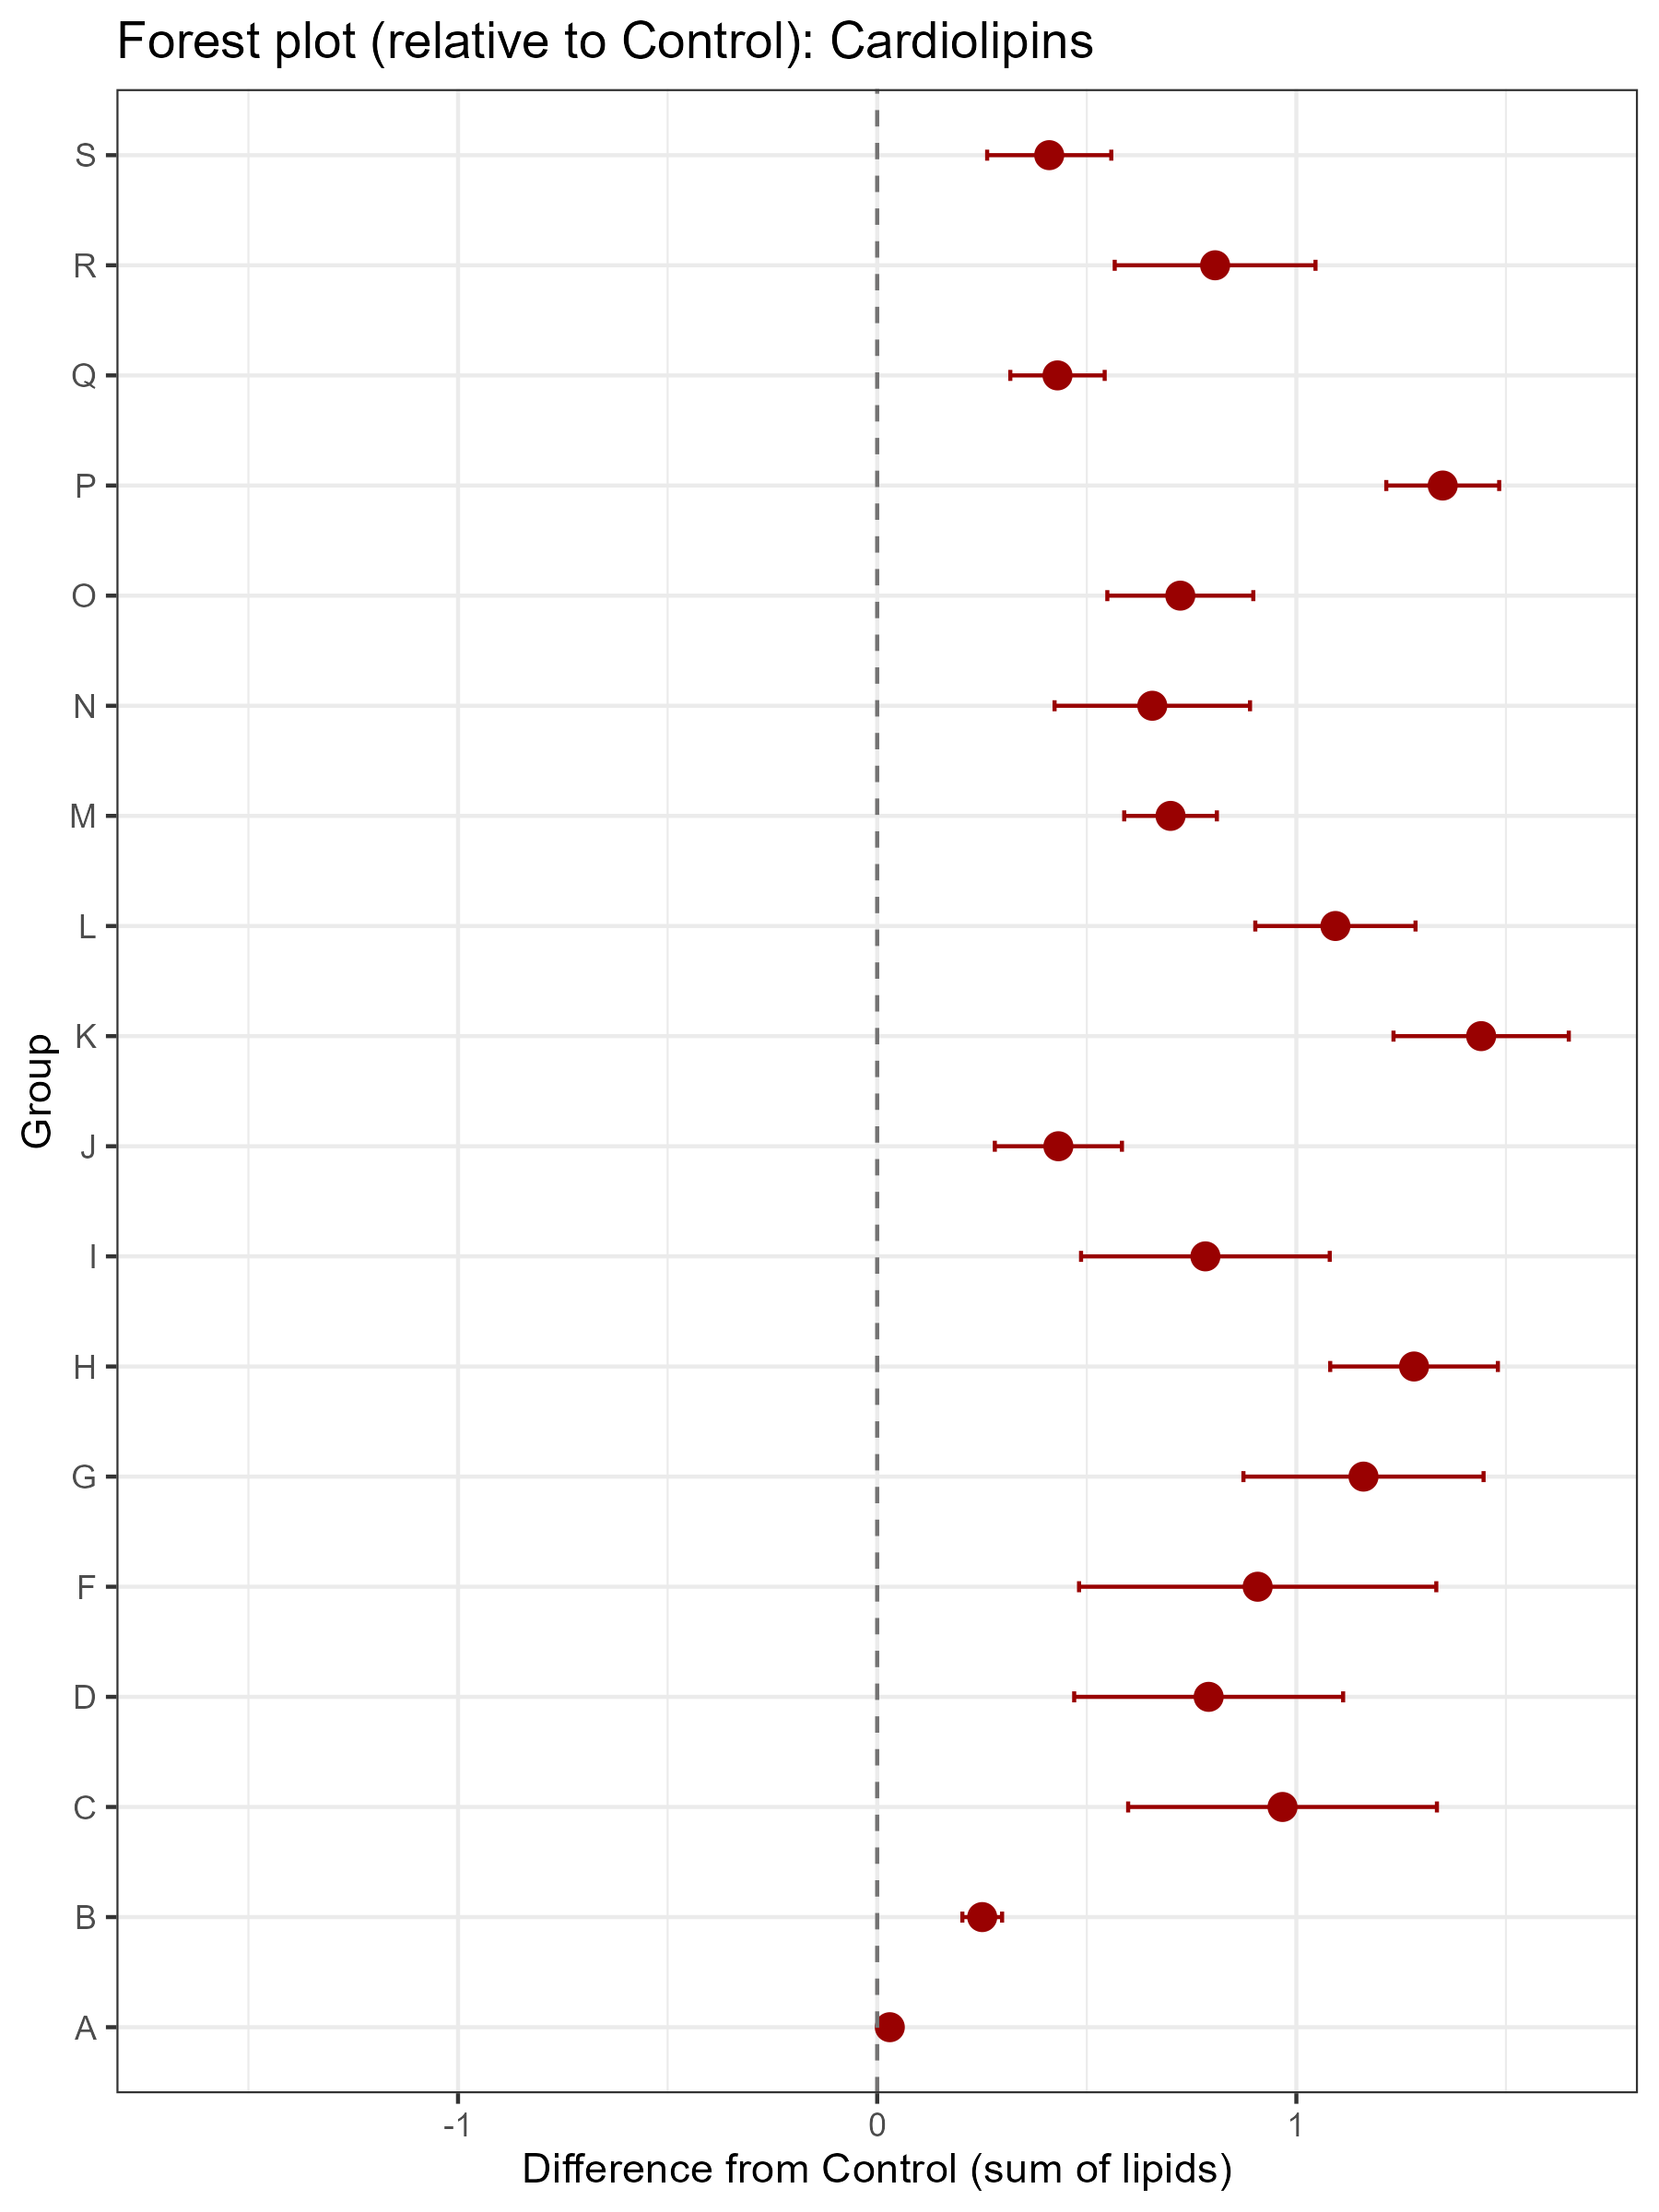 Forest plot (relative to Control): Cardiolipins
S
R
Q
P
O
N
M
L
K
J
I
H
G
F
D
C
B
A
Group
-1
0
1
Difference from Control (sum of lipids)